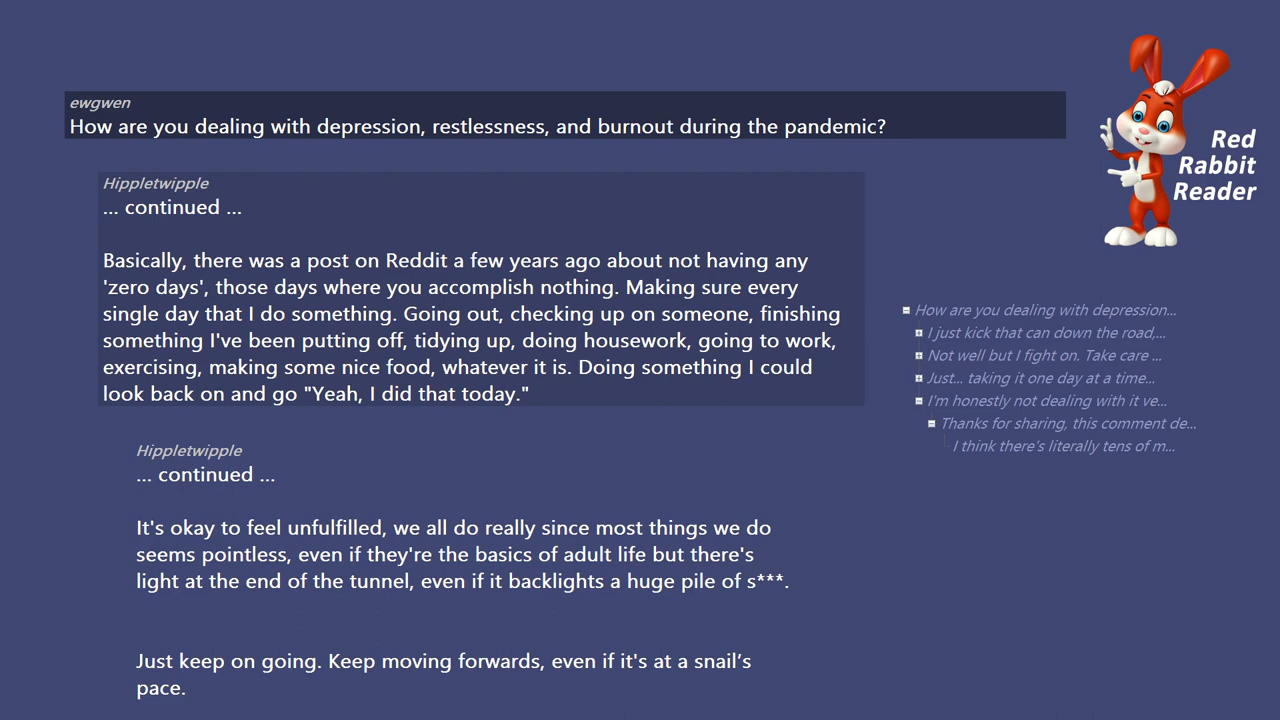 ewgwen
How are you dealing with depression, restlessness, and burnout during the pandemic?
Hippletwipple
... continued ...
Basically, there was a post on Reddit a few years ago about not having any
'zero days', those days where you accomplish nothing. Making sure every
single day that I do something. Going out, checking up on someone, finishing
something I've been putting off, tidying up, doing housework, going to work,
exercising, making some nice food, whatever it is. Doing something I could
look back on and go "Yeah, I did that today."
Hippletwipple
... continued ...
It's okay to feel unfulfilled, we all do really since most things we do
seems pointless, even if they're the basics of adult life but there's
light at the end of the tunnel, even if it backlights a huge pile of s***.
Just keep on going. Keep moving forwards, even if it's at a snail’s
pace.
Red
Rabbit
Reader
How are you dealing with depression...
I just kick that can down the road,...
Not well but I fight on. Take care ...
Just... taking it one day at a time...
I'm honestly not dealing with it ve...
Thanks for sharing, this comment de...
I think there's literally tens of m...